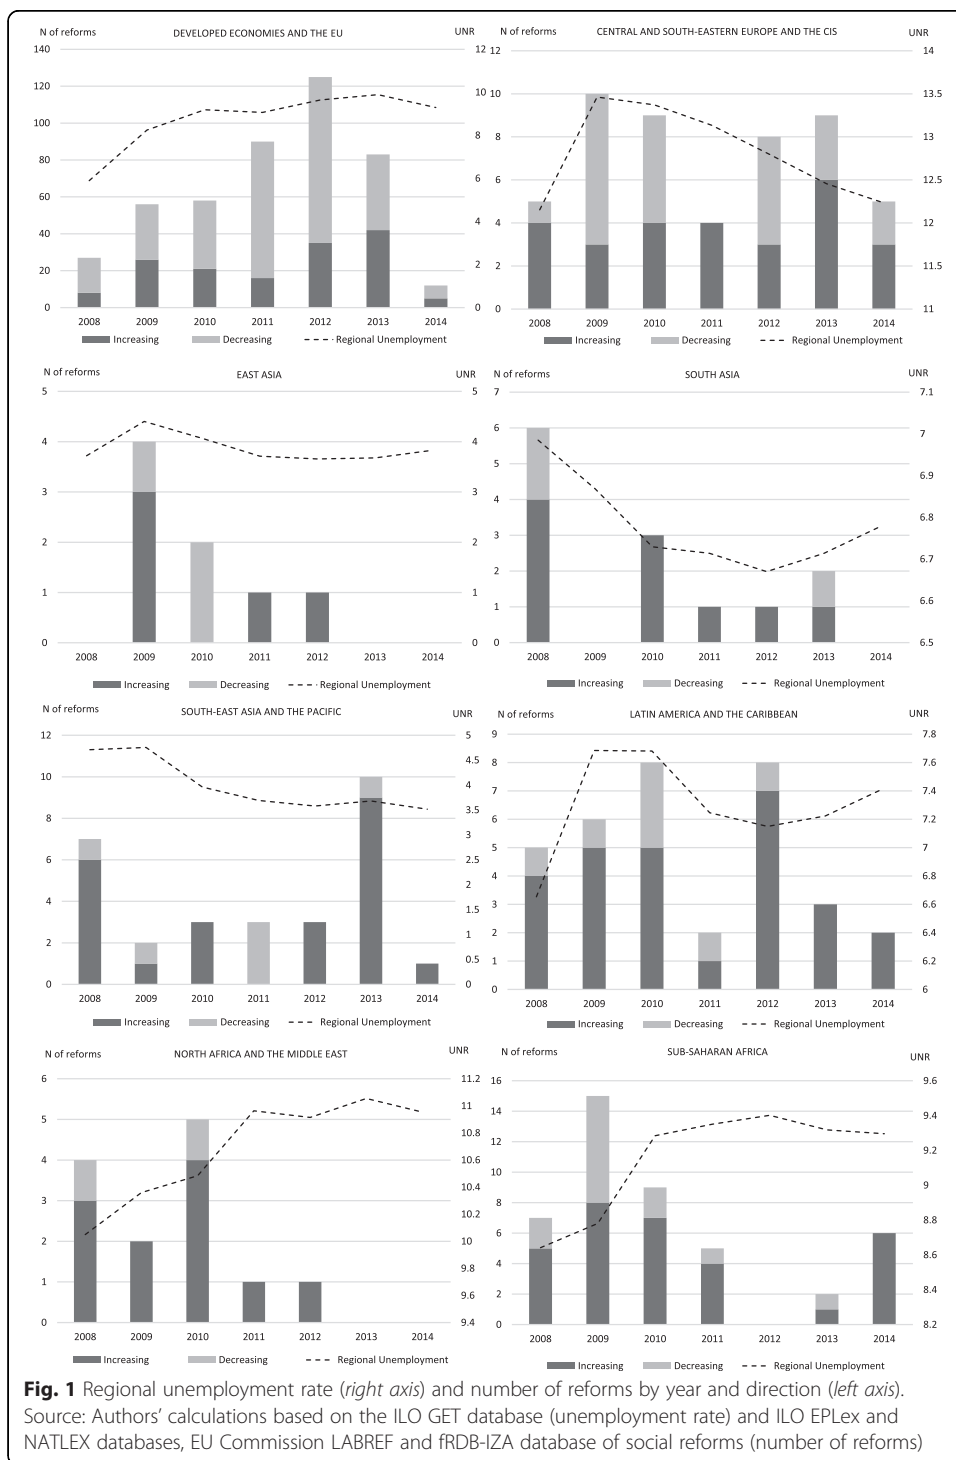 N of reforms DEVELOPED ECONOMIES AND THE EU UNR
140 12
120 10
100
80 8
60 6
40 4
20 2
0 0
2008 2009 2010 2011 2012 2013 2014
Increasing Decreasing Regional Unemployment
N of reforms CENTRAL AND SOUTH-EASTERN EUROPE AND THE CIS UNR
12 14
10 13.5
8 13
6 12.5
4 12
2 11.5
0 11
2008 2009 2010 2011 2012 2013 2014
Increasing Decreasing Regional Unemployment
N of reforms EAST ASIA UNR
5 5
4 4
3 3
2 2
1 1
0 0
2008 2009 2010 2011 2012 2013 2014
Increasing Decreasing Regional Unemployment
N of reforms SOUTH ASIA UNR
7 7.1
6 7
5 6.9
4 6.8
3 6.7
2 6.6
1
0 6.5
2008 2009 2010 2011 2012 2013 2014
Increasing Decreasing Regional Unemployment
N of reforms SOUTH-EAST ASIA AND THE PACIFIC UNR
12 5
4.5
10 4
3.5
8 3
6 2.5
2
4 1.5
1
2 0.5
0 0
2008 2009 2010 2011 2012 2013 2014
Increasing Decreasing Regional Unemployment
N of reforms LATIN AMERICA AND THE CARIBBEAN UNR
9 7.8
8 7.6
7 7.4
6 7.2
5 7
4 6.8
3 6.6
2 6.4
1 6.2
0 6
2008 2009 2010 2011 2012 2013 2014
Increasing Decreasing Regional Unemployment
N of reforms NORTH AFRICA AND THE MIDDLE EAST UNR
6 11.2
11
5 10.8
4 10.6
10.4
3 10.2
2 10
9.8
1 9.6
0 9.4
2008 2009 2010 2011 2012 2013 2014
Increasing Decreasing Regional Unemployment
N of reforms SUB-SAHARAN AFRICA UNR
16 9.6
14 9.4
12 9.2
10 9
8 8.8
6 8.6
4 8.4
2
0 8.2
2008 2009 2010 2011 2012 2013 2014
Increasing Decreasing Regional Unemployment
Fig. 1 Regional unemployment rate (right axis) and number of reforms by year and direction (left axis).
Source: Authors' calculations based on the ILO GET database (unemployment rate) and ILO EPLex and
NATLEX databases, EU Commission LABREF and fRDB-IZA database of social reforms (number of reforms)